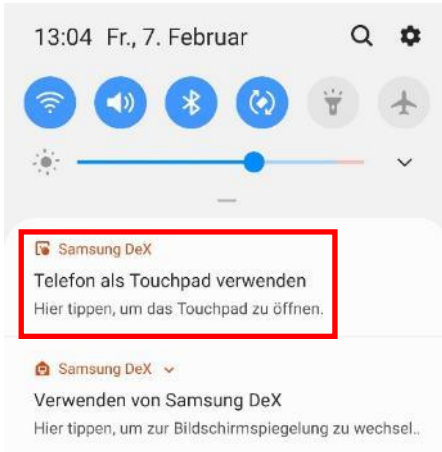 13:04 Fr., 7. Februar
Samsung DeX
Telefon als Touchpad verwenden
Hier tippen, um das Touchpad zu öffnen.
Samsung DeX
Verwenden von Samsung DeX
Hier tippen, um zur Bildschirmspiegelung zu wechsel..